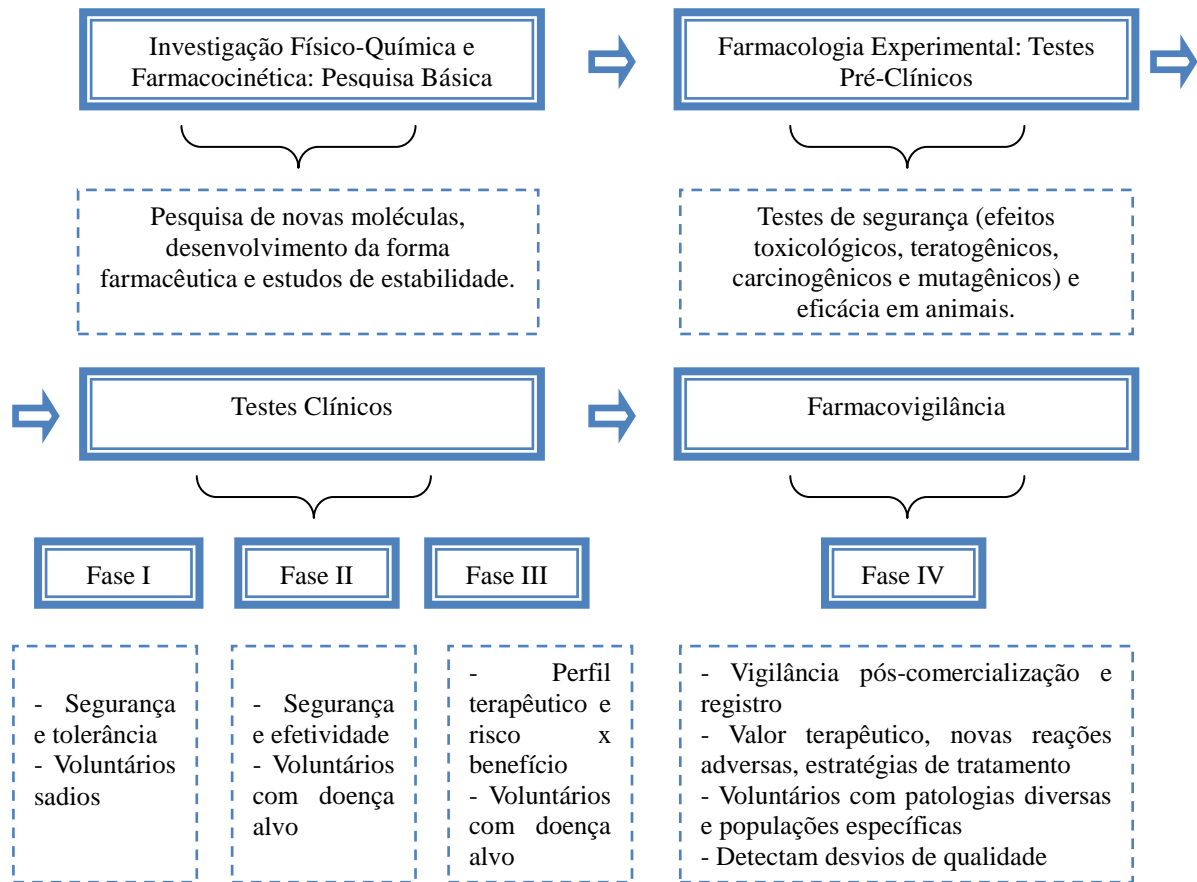 Investigação Físico-Química e
Farmacocinética: Pesquisa Básica
Farmacologia Experimental: Testes
Pré-Clínicos
Pesquisa de novas moléculas,
desenvolvimento da forma
farmacêutica e estudos de estabilidade.
Testes de segurança (efeitos
toxicológicos, teratogênicos,
carcinogênicos e mutagênicos) e
eficácia em animais.
Testes Clínicos
Farmacovigilância
Fase I
Fase II
Fase III
Fase IV
- Segurança
e tolerância
- Voluntários
sadios
- Segurança
e efetividade
- Voluntários
com doença
alvo
- Perfil
terapêutico e
risco x
benefício
- Voluntários
com doença
alvo
- Vigilância pós-comercialização e
registro
- Valor terapêutico, novas reações
adversas, estratégias de tratamento
- Voluntários com patologias diversas
e populações específicas
- Detectam desvios de qualidade